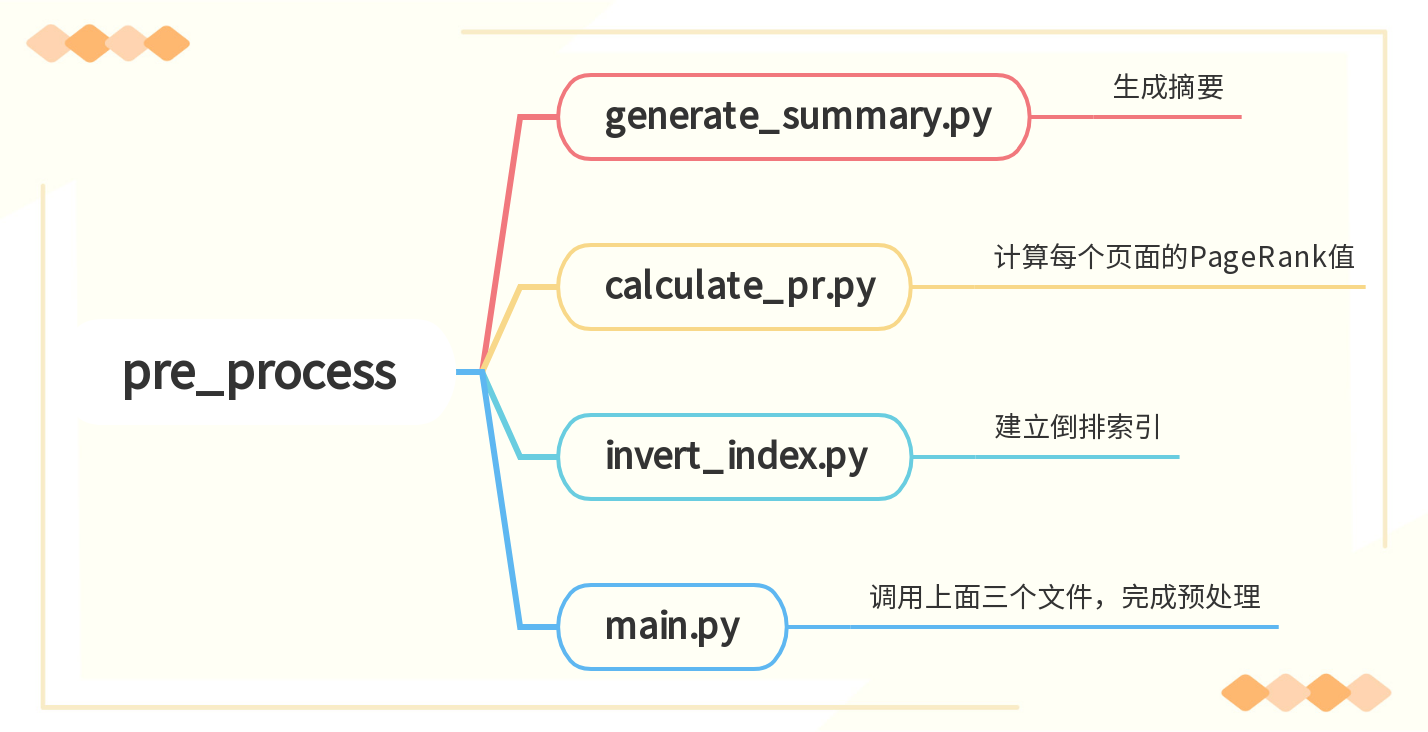 generate_summary.py
生成摘要
calculate_pr.py
计算每个页面的PageRank值
pre_process
invert_index.py
建立倒排索引
main.py
调用上面三个文件，完成预处理